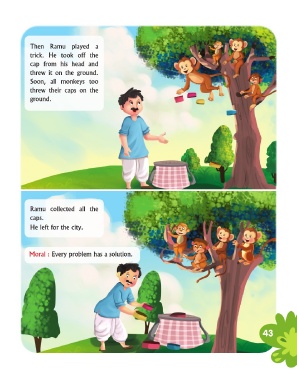 Then Ramu played a
trick. He took off the
cap from his head and
threw it on the ground.
Soon, all monkeys too
threw their caps on the
ground.
Ramu collected all the
caps.
He left for the city.
Moral : Every problem has a solution.
43